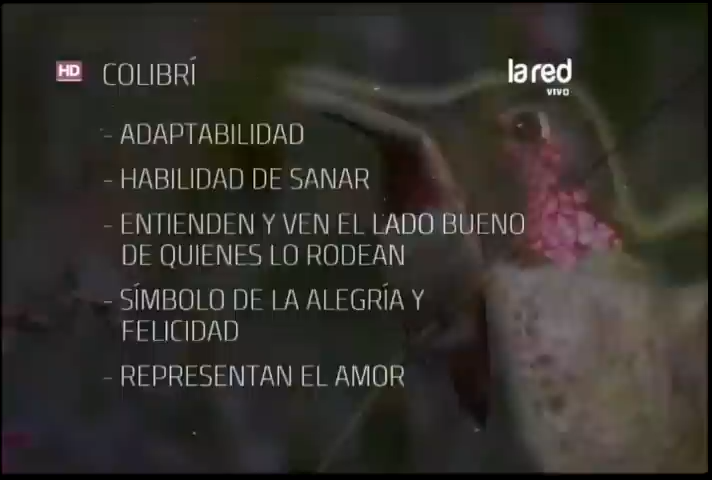 HD COLIBRÍ
la red
VIVO
- ADAPTABILIDAD
- HABILIDAD DE SANAR
- ENTIENDEN Y VEN EL LADO BUENO
DE QUIENES LO RODEAN
- SÍMBOLO DE LA ALEGRÍA Y
FELICIDAD
- REPRESENTAN EL AMOR